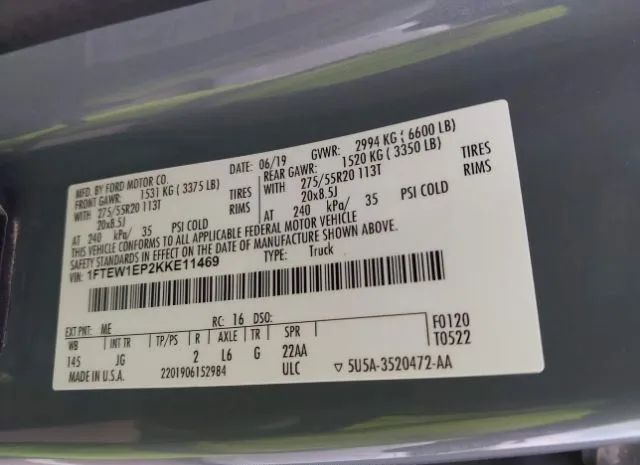 MFD. BY FORD MOTOR CO.
DATE: 06/19 GVWR: 2994 KG ( 6600 LB)
FRONT GAWR: 1531 KG ( 3375 LB) REAR GAWR: 1520 KG ( 3350 LB)
WITH 275/55R20 113T TIRES WITH 275/55R20 113T TIRES
20x8.5J RIMS 20x8.5J RIMS
AT 240 kPa/ 35 PSI COLD AT 240 kPa/ 35 PSI COLD
THIS VEHICLE CONFORMS TO ALL APPLICABLE FEDERAL MOTOR VEHICLE
SAFETY STANDARDS IN EFFECT ON THE DATE OF MANUFACTURE SHOWN ABOVE.
VIN: 1FTEW1EP2KKE11469 TYPE: Truck
EXT PNT: ME RC: 16 DSO: F0120
WB INT TR TP/PS R AXLE TR SPR T0522
145 JG 2 L6 G 22AA
MADE IN U.S.A. 2201906152984 ULC ▽ 5U5A-3520472-AA